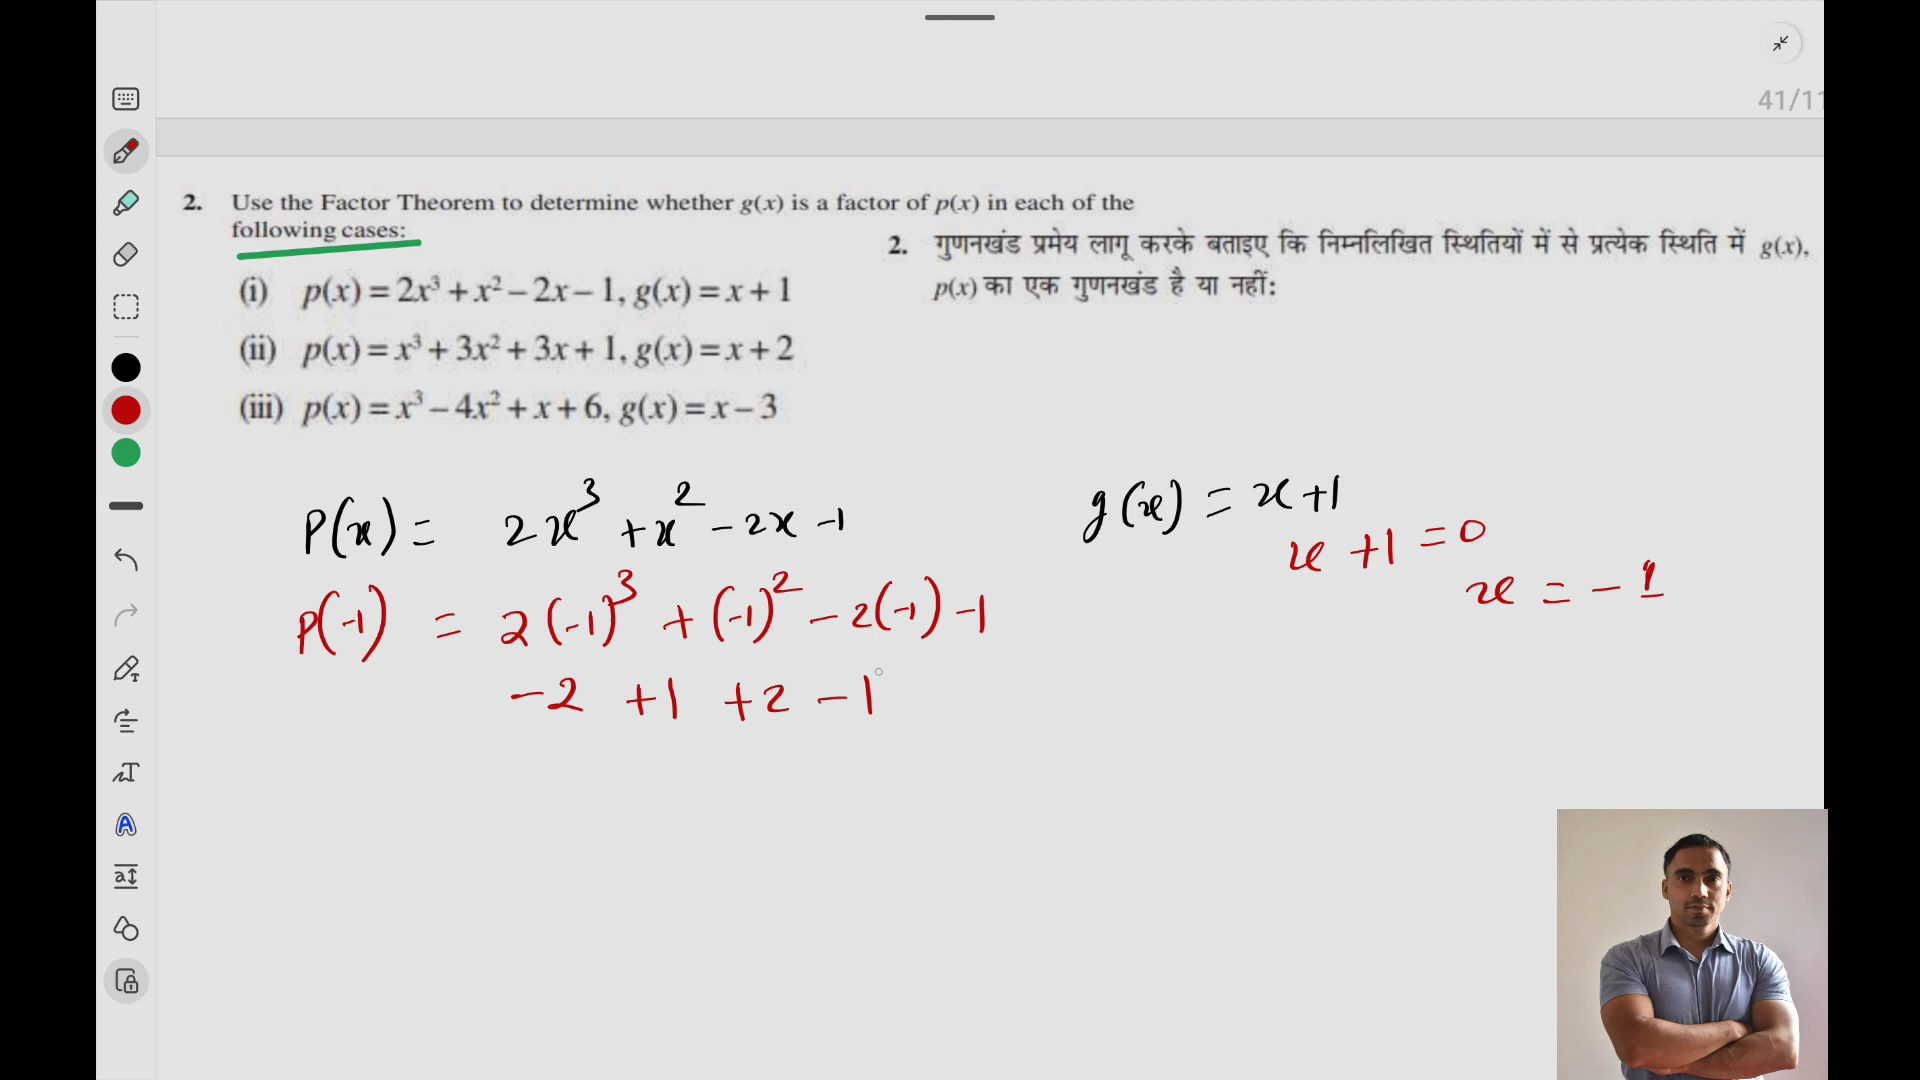 41/11
2. Use the Factor Theorem to determine whether g(x) is a factor of p(x) in each of the
following cases:
2. गुणनखंड प्रमेय लागू करके बताइए कि निम्नलिखित स्थितियों में से प्रत्येक स्थिति में g(x),
p(x) का एक गुणनखंड है या नहीं:
(i) p(x) = 2x³ + x² – 2x – 1, g(x) = x + 1
(ii) p(x) = x³ + 3x² + 3x + 1, g(x) = x + 2
(iii) p(x) = x³ – 4x² + x + 6, g(x) = x – 3
P(x) = 2x³ + x² - 2x - 1
g(x) = x + 1
x + 1 = 0
x = - 1
P(-1) = 2(-1)³ + (-1)² - 2(-1) - 1
-2 + 1 + 2 - 1